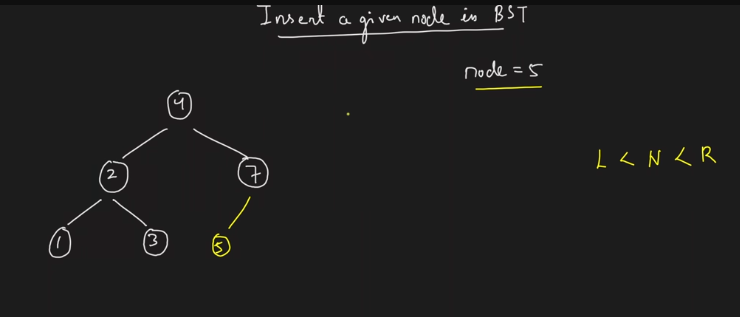 Insert a given node in BST
node = 5
4
L < N < R
2 7
1 3 5